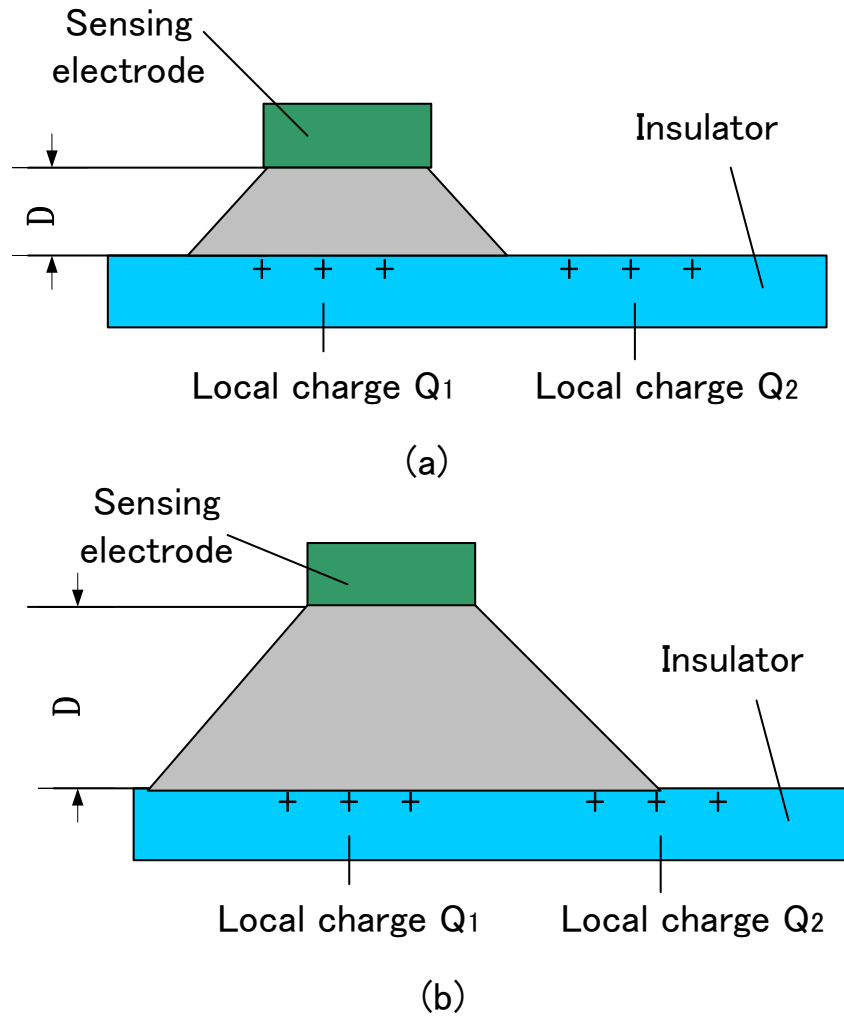 Sensing
electrode
Insulator
D
+ + + + + +
Local charge Q1 Local charge Q2
(a)
Sensing
electrode
Insulator
D
+ + + + + +
Local charge Q1 Local charge Q2
(b)